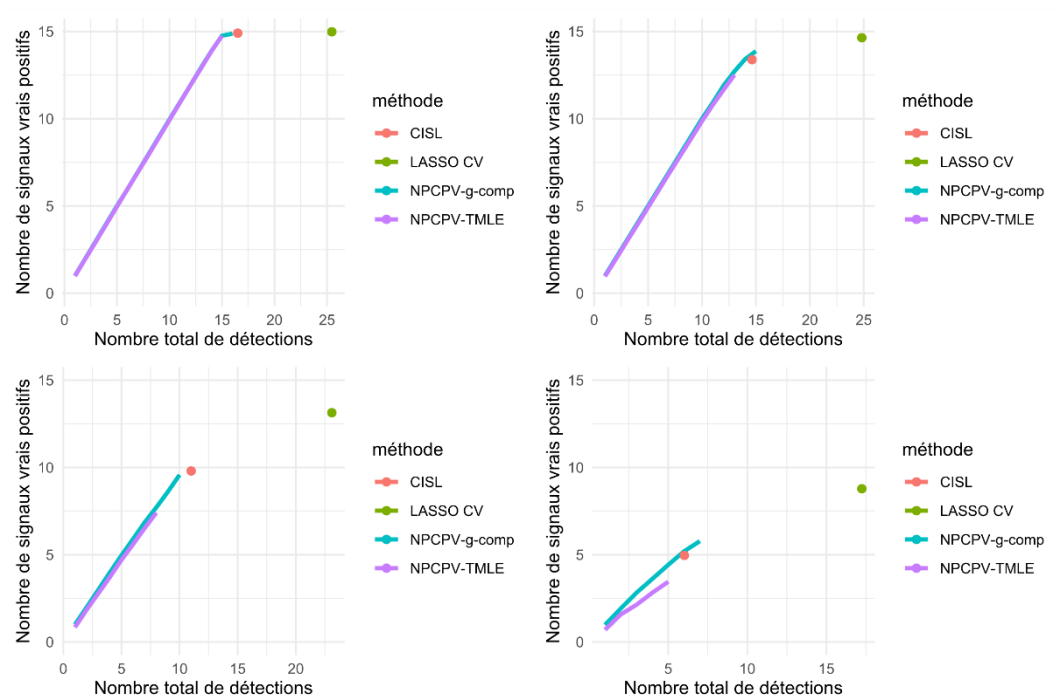 Nombre de signaux vrais positifs
15
10
5
0
0
5
10
15
20
25
Nombre total de détections
méthode
CISL
LASSO CV
NPCPV-g-comp
NPCPV-TMLE
Nombre de signaux vrais positifs
15
10
5
0
0
5
10
15
20
25
Nombre total de détections
méthode
CISL
LASSO CV
NPCPV-g-comp
NPCPV-TMLE
Nombre de signaux vrais positifs
15
10
5
0
0
5
10
15
20
Nombre total de détections
méthode
CISL
LASSO CV
NPCPV-g-comp
NPCPV-TMLE
Nombre de signaux vrais positifs
15
10
5
0
5
10
15
Nombre total de détections
méthode
CISL
LASSO CV
NPCPV-g-comp
NPCPV-TMLE